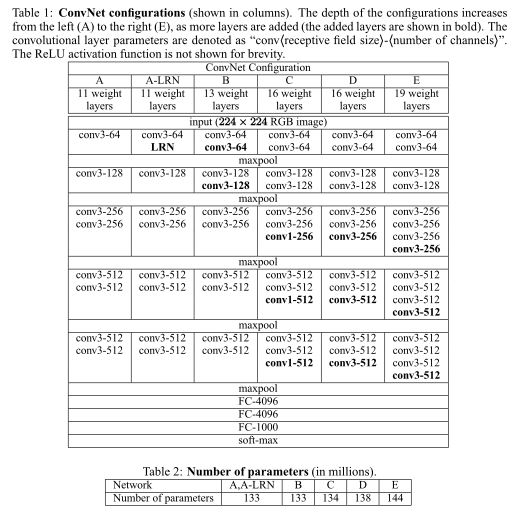 Table 1: ConvNet configurations (shown in columns). The depth of the configurations increases
from the left (A) to the right (E), as more layers are added (the added layers are shown in bold). The
convolutional layer parameters are denoted as “conv⟨receptive field size⟩-⟨number of channels⟩”.
The ReLU activation function is not shown for brevity.
ConvNet Configuration
A A-LRN B C D E
11 weight 11 weight 13 weight 16 weight 16 weight 19 weight
layers layers layers layers layers layers
input (224 × 224 RGB image)
conv3-64 conv3-64 conv3-64 conv3-64 conv3-64 conv3-64
LRN conv3-64 conv3-64 conv3-64 conv3-64
maxpool
conv3-128 conv3-128 conv3-128 conv3-128 conv3-128 conv3-128
conv3-128 conv3-128 conv3-128 conv3-128
maxpool
conv3-256 conv3-256 conv3-256 conv3-256 conv3-256 conv3-256
conv3-256 conv3-256 conv3-256 conv3-256 conv3-256 conv3-256
conv1-256 conv3-256 conv3-256
conv3-256
maxpool
conv3-512 conv3-512 conv3-512 conv3-512 conv3-512 conv3-512
conv3-512 conv3-512 conv3-512 conv3-512 conv3-512 conv3-512
conv1-512 conv3-512 conv3-512
conv3-512
maxpool
conv3-512 conv3-512 conv3-512 conv3-512 conv3-512 conv3-512
conv3-512 conv3-512 conv3-512 conv3-512 conv3-512 conv3-512
conv1-512 conv3-512 conv3-512
conv3-512
maxpool
FC-4096
FC-4096
FC-1000
soft-max
Table 2: Number of parameters (in millions).
Network A,A-LRN B C D E
Number of parameters 133 133 134 138 144